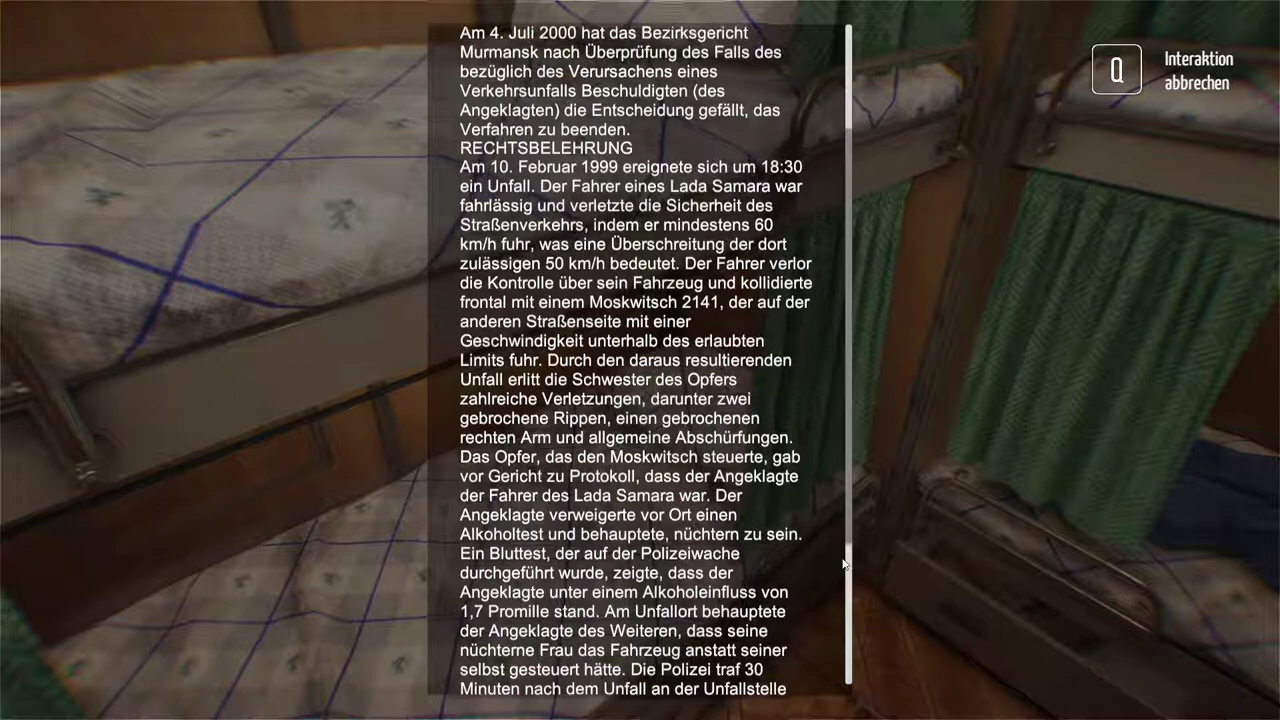 Am 4. Juli 2000 hat das Bezirksgericht
Murmansk nach Überprüfung des Falls des
bezüglich des Verursachens eines
Verkehrsunfalls Beschuldigten (des
Angeklagten) die Entscheidung gefällt, das
Verfahren zu beenden.
RECHTSBELEHRUNG
Am 10. Februar 1999 ereignete sich um 18:30
ein Unfall. Der Fahrer eines Lada Samara war
fahrlässig und verletzte die Sicherheit des
Straßenverkehrs, indem er mindestens 60
km/h fuhr, was eine Überschreitung der dort
zulässigen 50 km/h bedeutet. Der Fahrer verlor
die Kontrolle über sein Fahrzeug und kollidierte
frontal mit einem Moskwitsch 2141, der auf der
anderen Straßenseite mit einer
Geschwindigkeit unterhalb des erlaubten
Limits fuhr. Durch den daraus resultierenden
Unfall erlitt die Schwester des Opfers
zahlreiche Verletzungen, darunter zwei
gebrochene Rippen, einen gebrochenen
rechten Arm und allgemeine Abschürfungen.
Das Opfer, das den Moskwitsch steuerte, gab
vor Gericht zu Protokoll, dass der Angeklagte
der Fahrer des Lada Samara war. Der
Angeklagte verweigerte vor Ort einen
Alkoholtest und behauptete, nüchtern zu sein.
Ein Bluttest, der auf der Polizeiwache
durchgeführt wurde, zeigte, dass der
Angeklagte unter einem Alkoholeinfluss von
1,7 Promille stand. Am Unfallort behauptete
der Angeklagte des Weiteren, dass seine
nüchterne Frau das Fahrzeug anstatt seiner
selbst gesteuert hätte. Die Polizei traf 30
Minuten nach dem Unfall an der Unfallstelle
Q
Interaktion
abbrechen